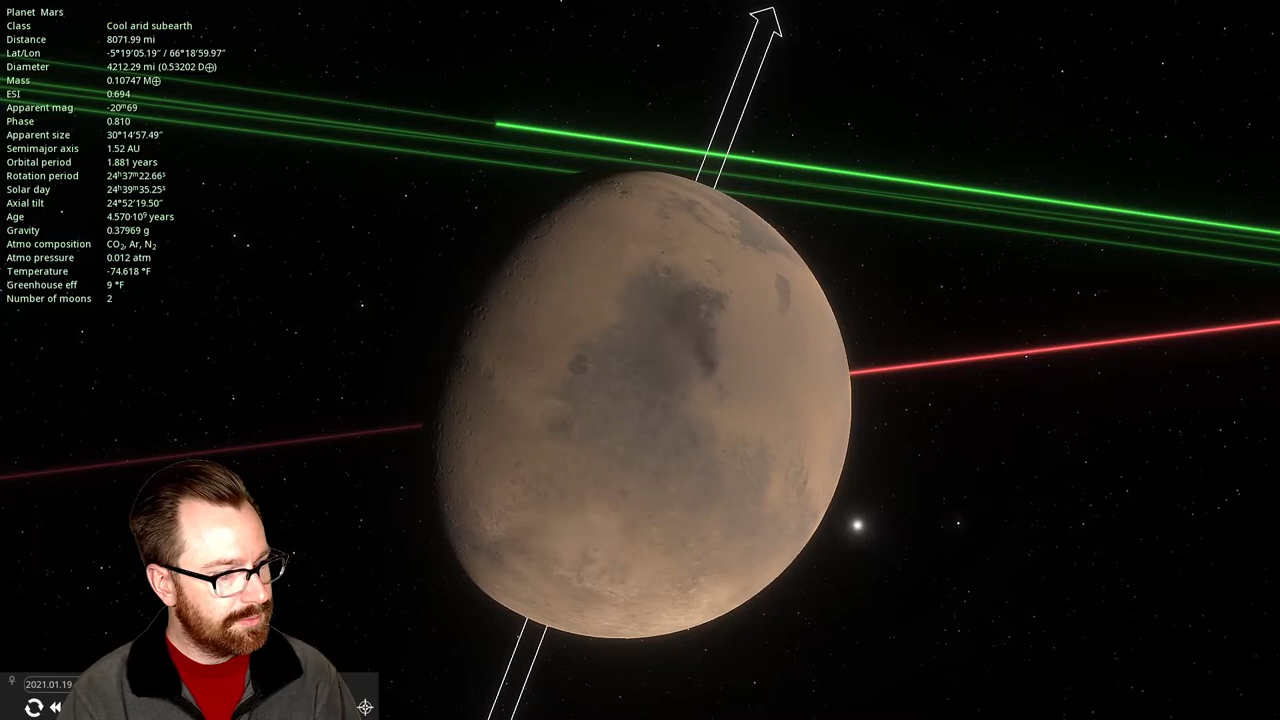 Planet Mars
Class Cool arid subearth
Distance 8071.99 mi
Lat/Lon -5°19′05.19″ / 66°18′59.97″
Diameter 4212.29 mi (0.53202 D⊕)
Mass 0.10747 M⊕
ESI 0.694
Apparent mag -20ᵐ69
Phase 0.810
Apparent size 30°14′57.49″
Semimajor axis 1.52 AU
Orbital period 1.881 years
Rotation period 24ʰ37ᵐ22.66ˢ
Solar day 24ʰ39ᵐ35.25ˢ
Axial tilt 24°52′19.50″
Age 4.570·10⁹ years
Gravity 0.37969 g
Atmo composition CO₂, Ar, N₂
Atmo pressure 0.012 atm
Temperature -74.618 °F
Greenhouse eff 9 °F
Number of moons 2
2021.01.19